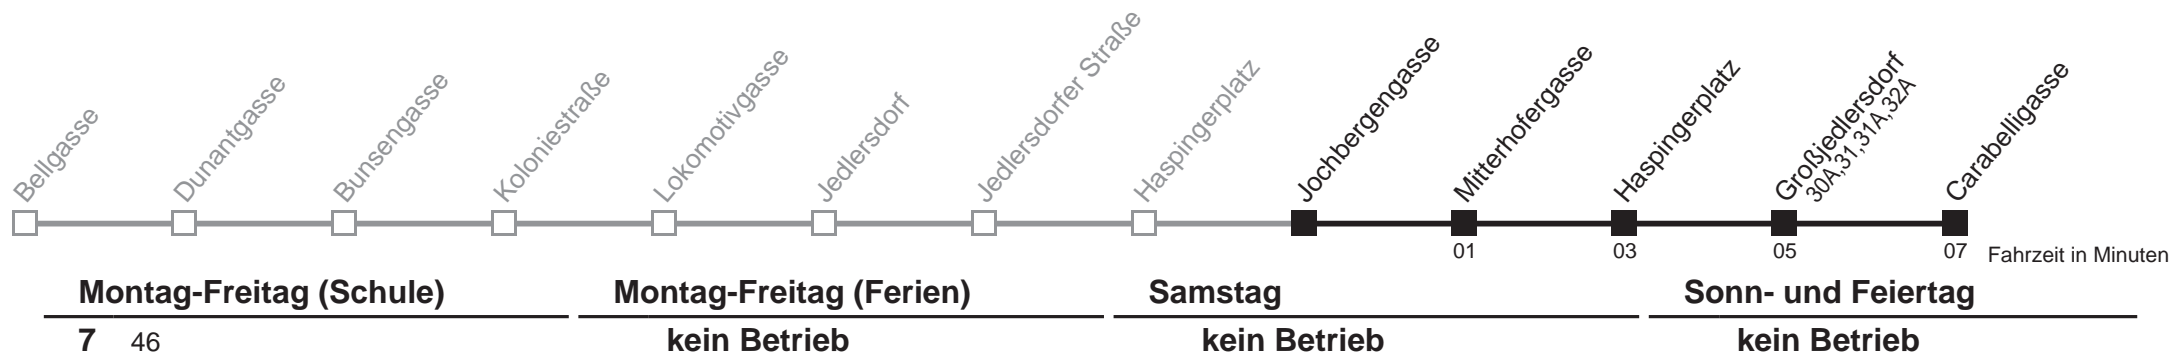 Bellgasse
Dunantgasse
Bunsengasse
Koloniestraße
Lokomotivgasse
Jedlersdorf
Jedlersdorfer Straße
Haspingerplatz
Jochbergengasse
Mitterhofergasse
Haspingerplatz
Großjedlersdorf
30A,31,31A,32A
Carabelligasse
01 03 05 07 Fahrzeit in Minuten
Montag-Freitag (Schule) Montag-Freitag (Ferien) Samstag Sonn- und Feiertag
7 46 kein Betrieb kein Betrieb kein Betrieb